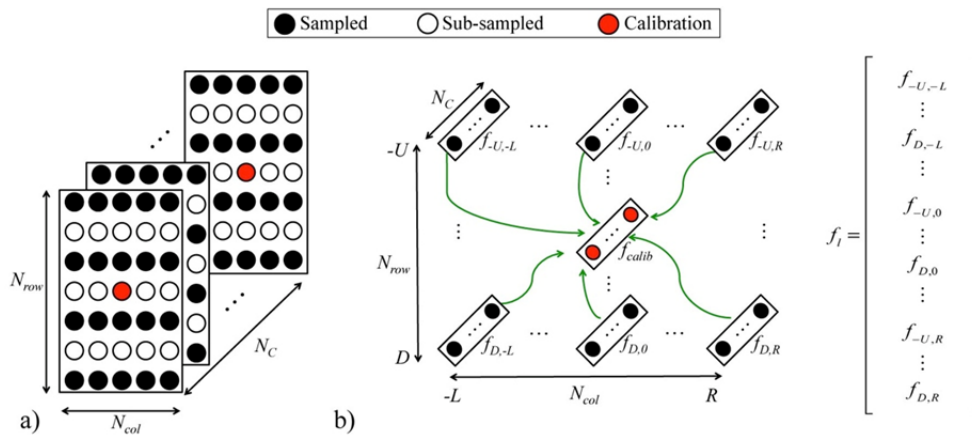 Sampled Sub-sampled Calibration
a)
N_row
N_col
N_C
b)
N_C
-U
N_row
D
-L N_col R
f_-U,-L ... f_-U,0 ... f_-U,R
f_calib
f_D,-L ... f_D,0 ... f_D,R
f_l =
f_-U,-L
⋮
f_D,-L
⋮
f_-U,0
⋮
f_D,0
⋮
f_-U,R
⋮
f_D,R